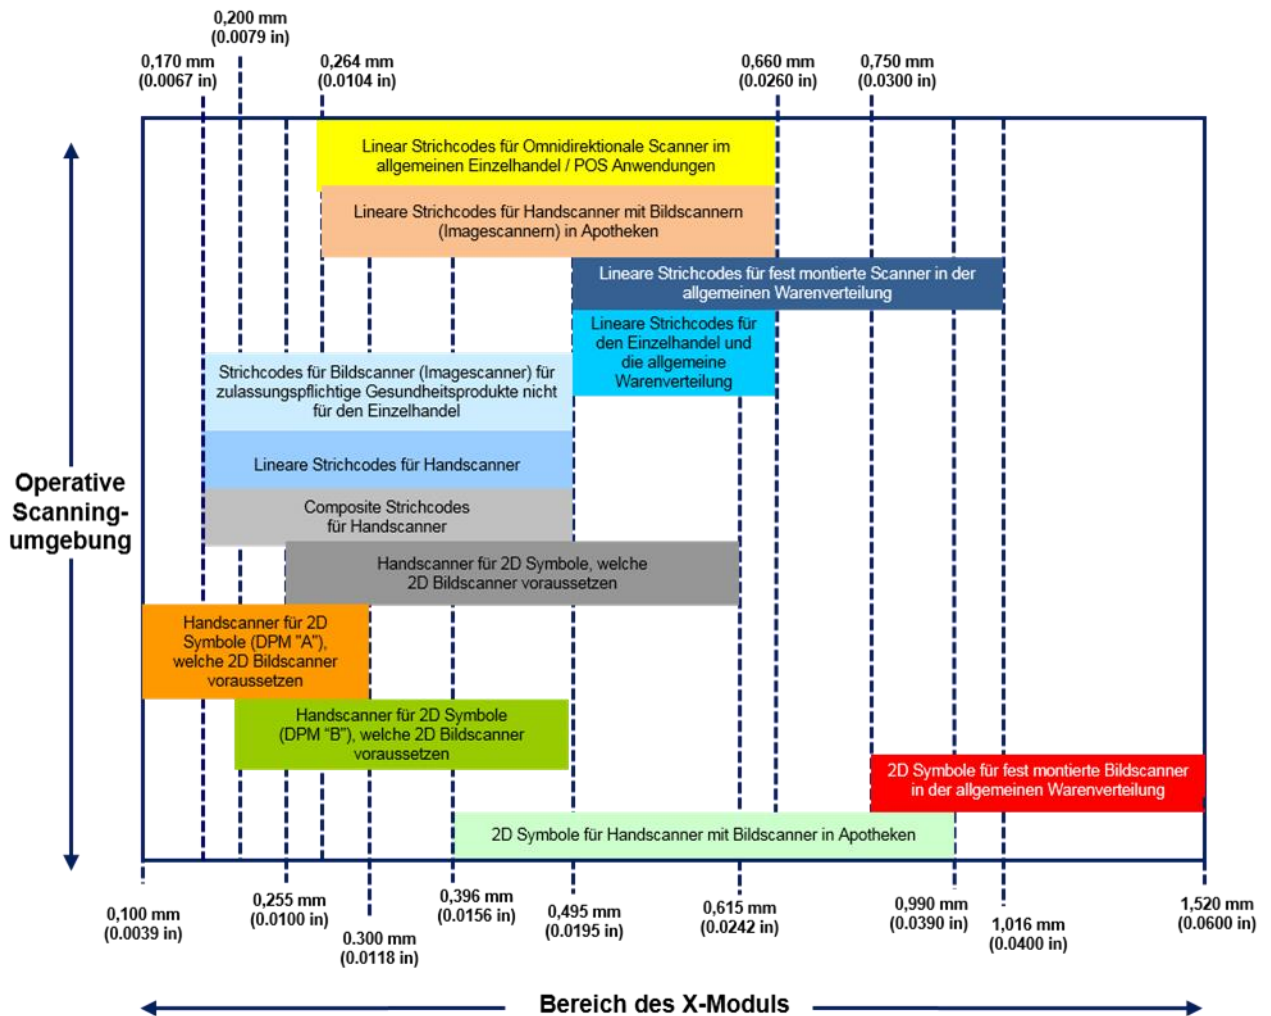 0,200 mm
(0.0079 in)
0,170 mm
(0.0067 in)
0,264 mm
(0.0104 in)
0,660 mm
(0.0260 in)
0,750 mm
(0.0300 in)
Linear Strichcodes für Omnidirektionale Scanner im
allgemeinen Einzelhandel / POS Anwendungen
Lineare Strichcodes für Handscanner mit Bildscannern
(Imagescannern) in Apotheken
Lineare Strichcodes für fest montierte Scanner in der
allgemeinen Warenverteilung
Lineare Strichcodes für
den Einzelhandel und
die allgemeine
Warenverteilung
Strichcodes für Bildscanner (Imagescanner) für
zulassungspflichtige Gesundheitsprodukte nicht
für den Einzelhandel
Lineare Strichcodes für Handscanner
Operative
Scanning-
umgebung
Composite Strichcodes
für Handscanner
Handscanner für 2D Symbole, welche
2D Bildscanner voraussetzen
Handscanner für 2D
Symbole (DPM "A"),
welche 2D Bildscanner
voraussetzen
Handscanner für 2D Symbole
(DPM “B”), welche 2D Bildscanner
voraussetzen
2D Symbole für fest montierte Bildscanner
in der allgemeinen Warenverteilung
2D Symbole für Handscanner mit Bildscanner in Apotheken
0,100 mm
(0.0039 in)
0,255 mm
(0.0100 in)
0.300 mm
(0.0118 in)
0,396 mm
(0.0156 in)
0,495 mm
(0.0195 in)
0,615 mm
(0.0242 in)
0,990 mm
(0.0390 in)
1,016 mm
(0.0400 in)
1,520 mm
(0.0600 in)
Bereich des X-Moduls